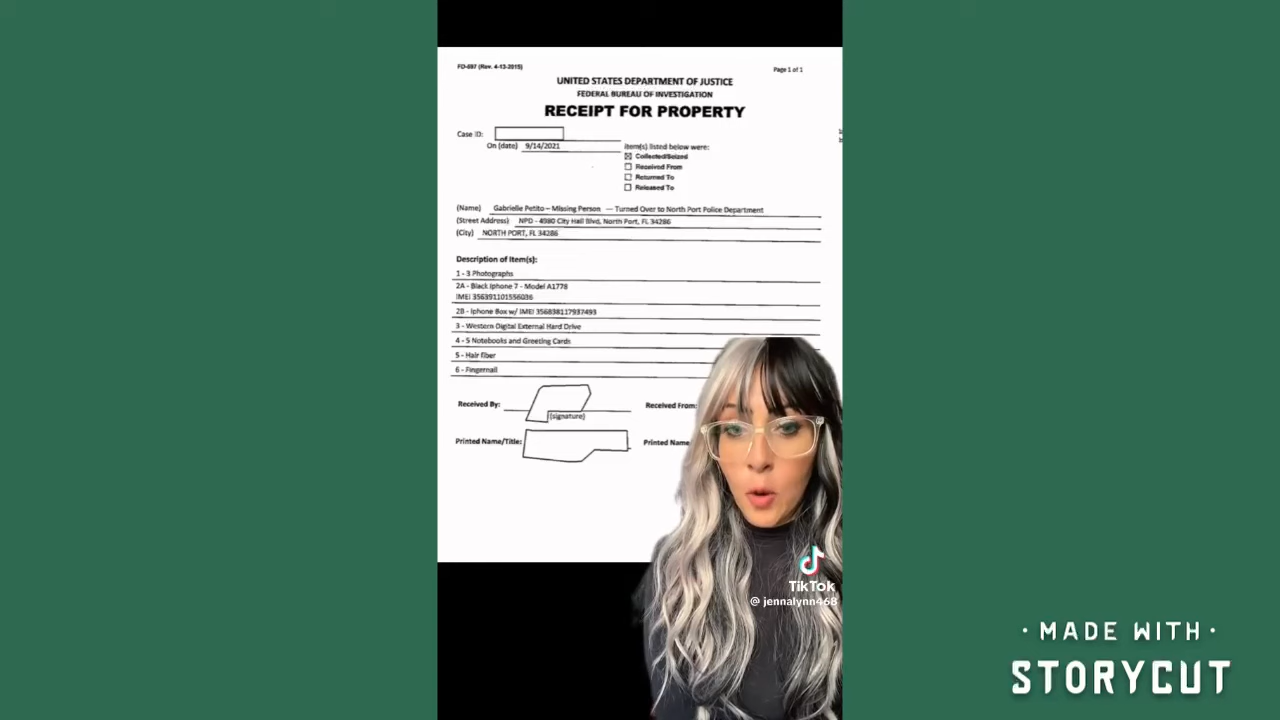 FD-597 (Rev. 4-13-2015)
Page 1 of 1
UNITED STATES DEPARTMENT OF JUSTICE
FEDERAL BUREAU OF INVESTIGATION
RECEIPT FOR PROPERTY
Case ID:
On (date) 9/14/2021
item(s) listed below were:
Collected/Seized
Received From
Returned To
Released To
(Name) Gabrielle Petito – Missing Person — Turned Over to North Port Police Department
(Street Address) NPD - 4980 City Hall Blvd, North Port, FL 34286
(City) NORTH PORT, FL 34286
Description of Item(s):
1 - 3 Photographs
2A - Black Iphone 7 - Model A1778
IMEI 356391101556036
2B - Iphone Box w/ IMEI 356838117937493
3 - Western Digital External Hard Drive
4 - 5 Notebooks and Greeting Cards
5 - Hair fiber
6 - Fingernail
Received By:
Received From:
(signature)
Printed Name/Title:
Printed Name
TikTok
@ jennalynn468
· MADE WITH ·
STORYCUT